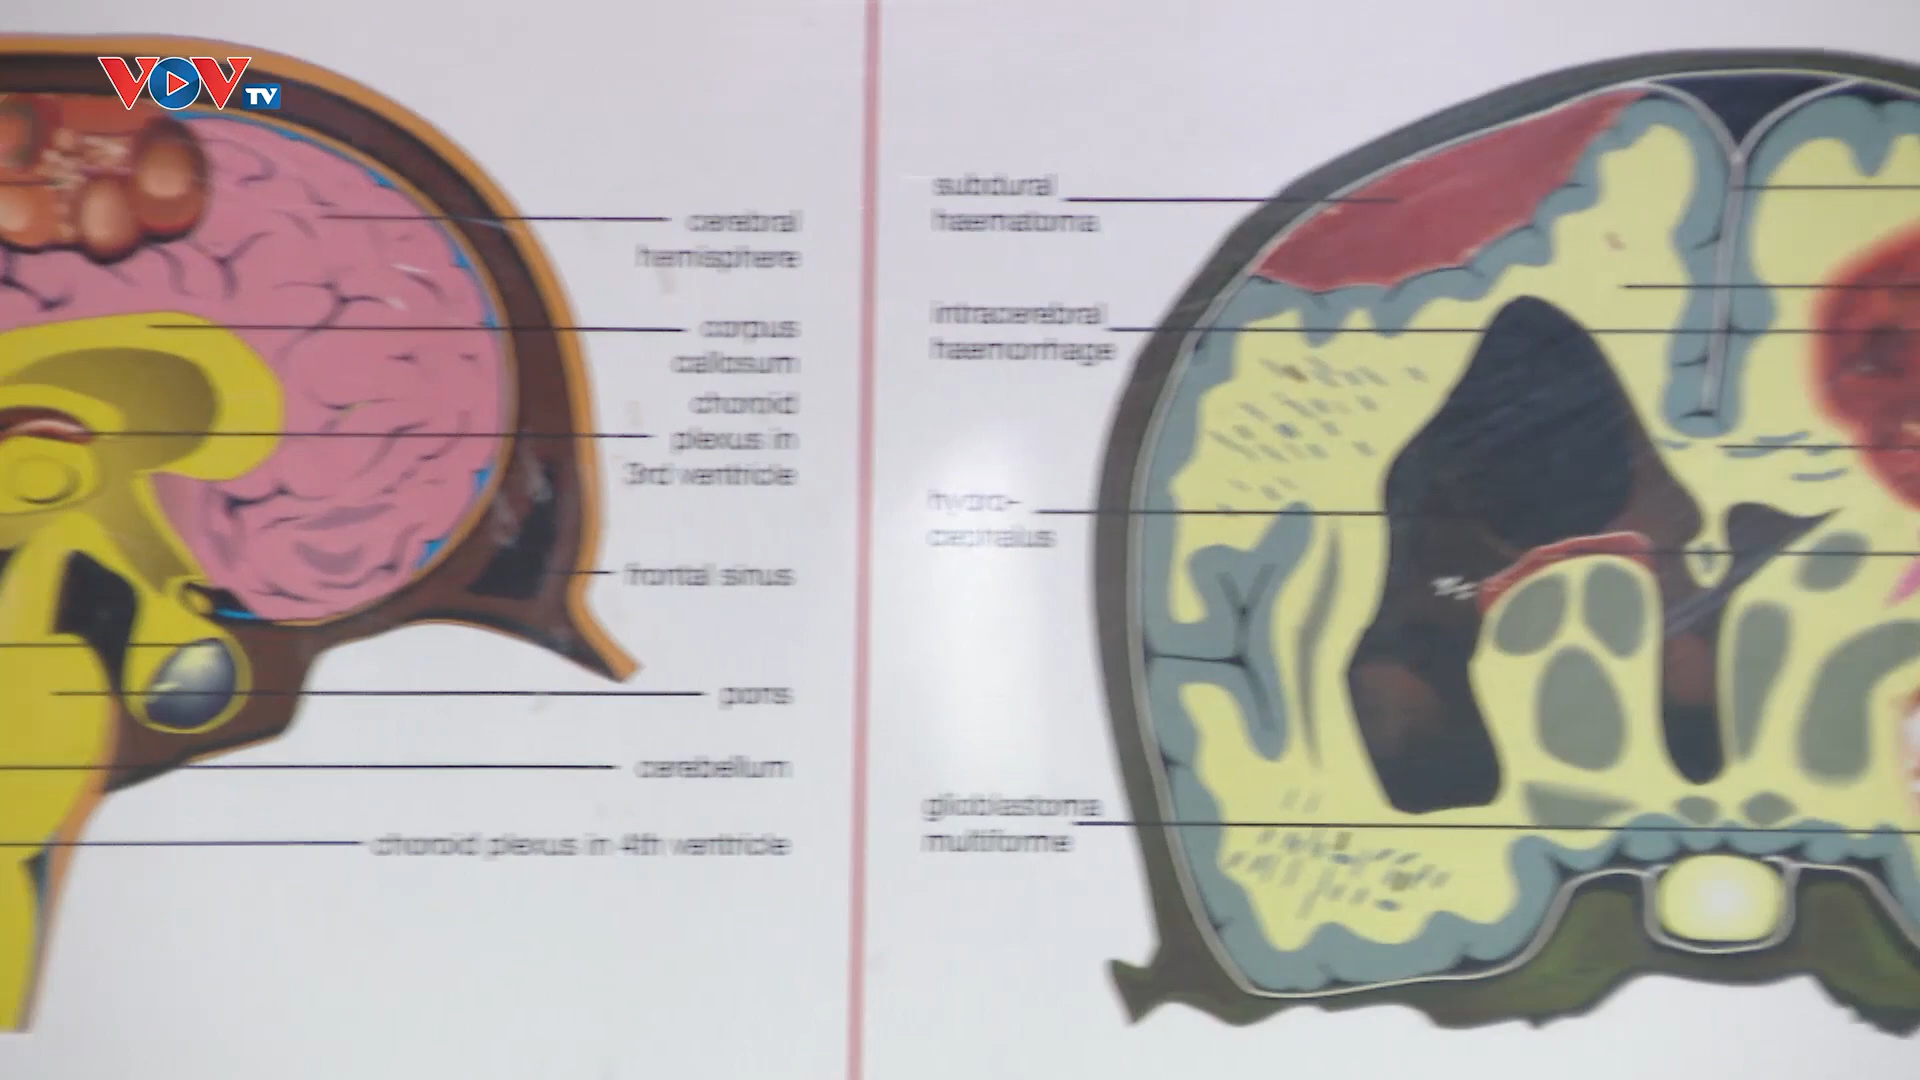 VOV TV
cerebral
hemisphere
corpus
callosum
choroid
plexus in
3rd ventricle
frontal sinus
pons
cerebellum
choroid plexus in 4th ventricle
subdural
haematoma
intracerebral
haemorrhage
hydro-
cephalus
glioblastoma
multiforme